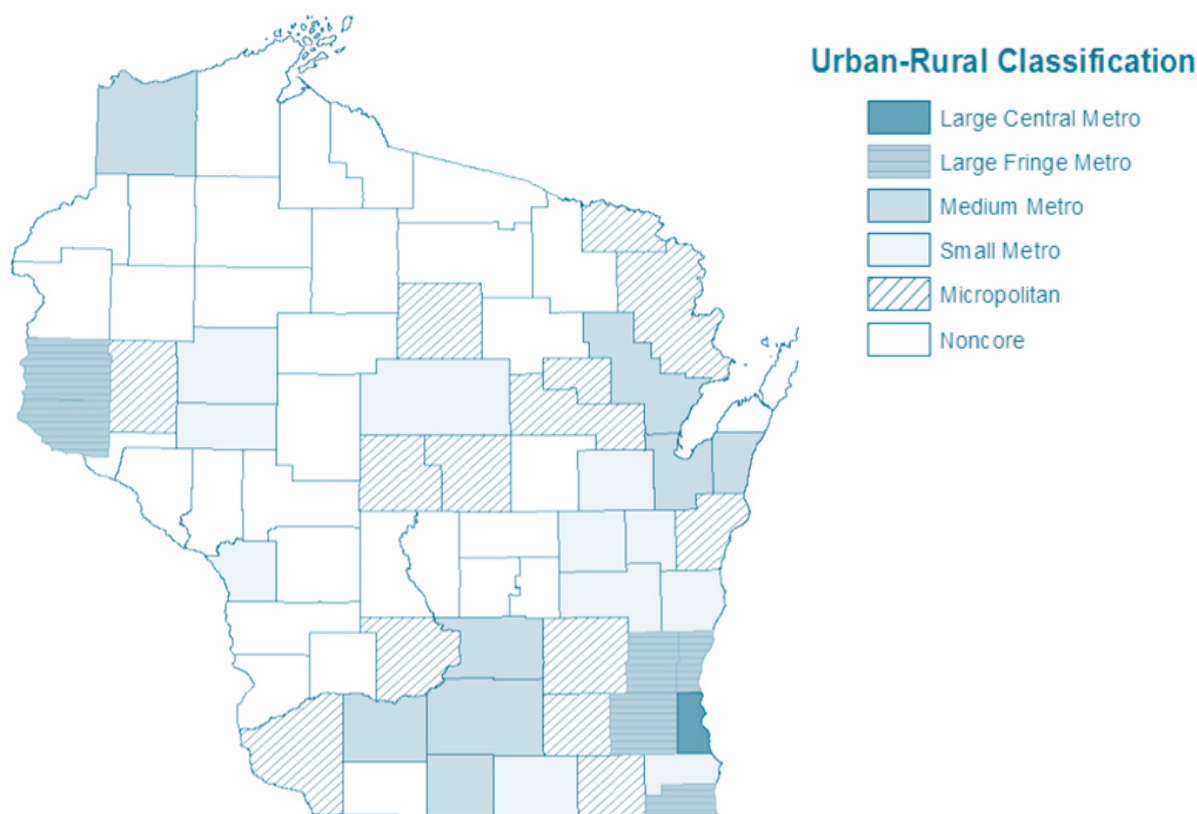 Urban-Rural Classification
Large Central Metro
Large Fringe Metro
Medium Metro
Small Metro
Micropolitan
Noncore